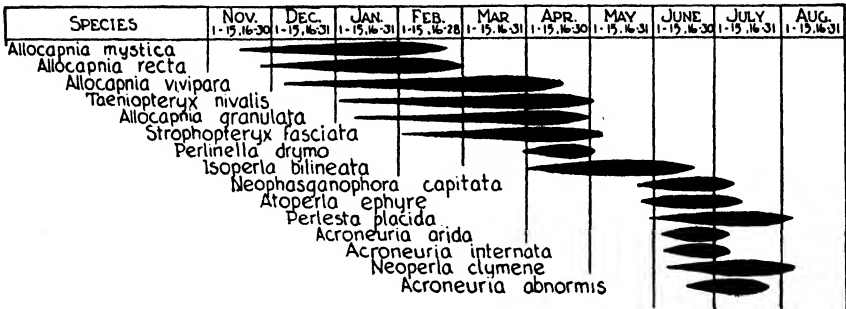 SPECIES NOV. DEC. JAN. FEB. MAR APR. MAY JUNE JULY AUG.
1-15,16-30 1-15,16-31 1-15,16-31 1-15,16-28 1-15,16-31 1-15,16-30 1-15,16-31 1-15,16-30 1-15,16-31 1-15,16-31
Allocapnia mystica
Allocapnia recta
Allocapnia vivipara
Taeniopteryx nivalis
Allocapnia granulata
Strophopteryx fasciata
Perlinella drymo
Isoperla bilineata
Neophasganophora capitata
Atoperla ephyre
Perlesta placida
Acroneuria arida
Acroneuria internata
Neoperla clymene
Acroneuria abnormis